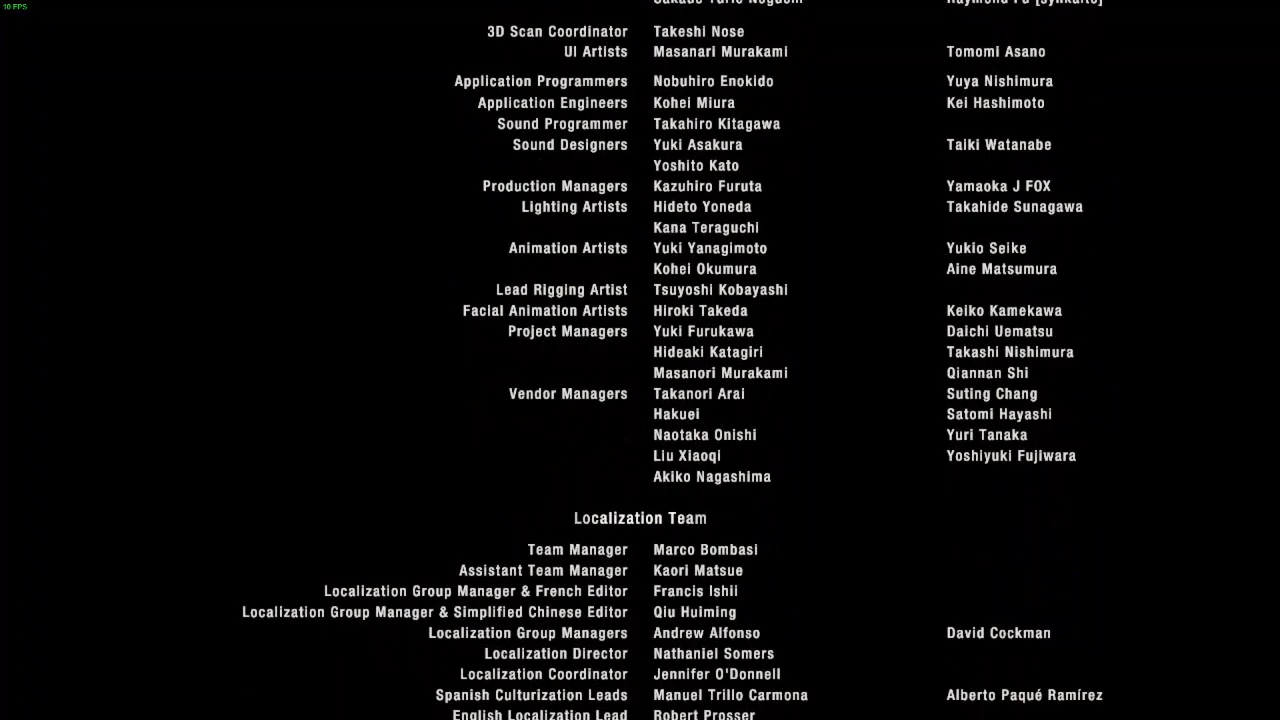 10 FPS
Sakabe Yurie Noguchi Raymond Fu [synkaite]
3D Scan Coordinator Takeshi Nose
UI Artists Masanari Murakami Tomomi Asano
Application Programmers Nobuhiro Enokido Yuya Nishimura
Application Engineers Kohei Miura Kei Hashimoto
Sound Programmer Takahiro Kitagawa
Sound Designers Yuki Asakura Taiki Watanabe
Yoshito Kato
Production Managers Kazuhiro Furuta Yamaoka J FOX
Lighting Artists Hideto Yoneda Takahide Sunagawa
Kana Teraguchi
Animation Artists Yuki Yanagimoto Yukio Seike
Kohei Okumura Aine Matsumura
Lead Rigging Artist Tsuyoshi Kobayashi
Facial Animation Artists Hiroki Takeda Keiko Kamekawa
Project Managers Yuki Furukawa Daichi Uematsu
Hideaki Katagiri Takashi Nishimura
Masanori Murakami Qiannan Shi
Vendor Managers Takanori Arai Suting Chang
Hakuei Satomi Hayashi
Naotaka Onishi Yuri Tanaka
Liu Xiaoqi Yoshiyuki Fujiwara
Akiko Nagashima
Localization Team
Team Manager Marco Bombasi
Assistant Team Manager Kaori Matsue
Localization Group Manager & French Editor Francis Ishii
Localization Group Manager & Simplified Chinese Editor Qiu Huiming
Localization Group Managers Andrew Alfonso David Cockman
Localization Director Nathaniel Somers
Localization Coordinator Jennifer O'Donnell
Spanish Culturization Leads Manuel Trillo Carmona Alberto Paqué Ramírez
English Localization Lead Robert Prosser